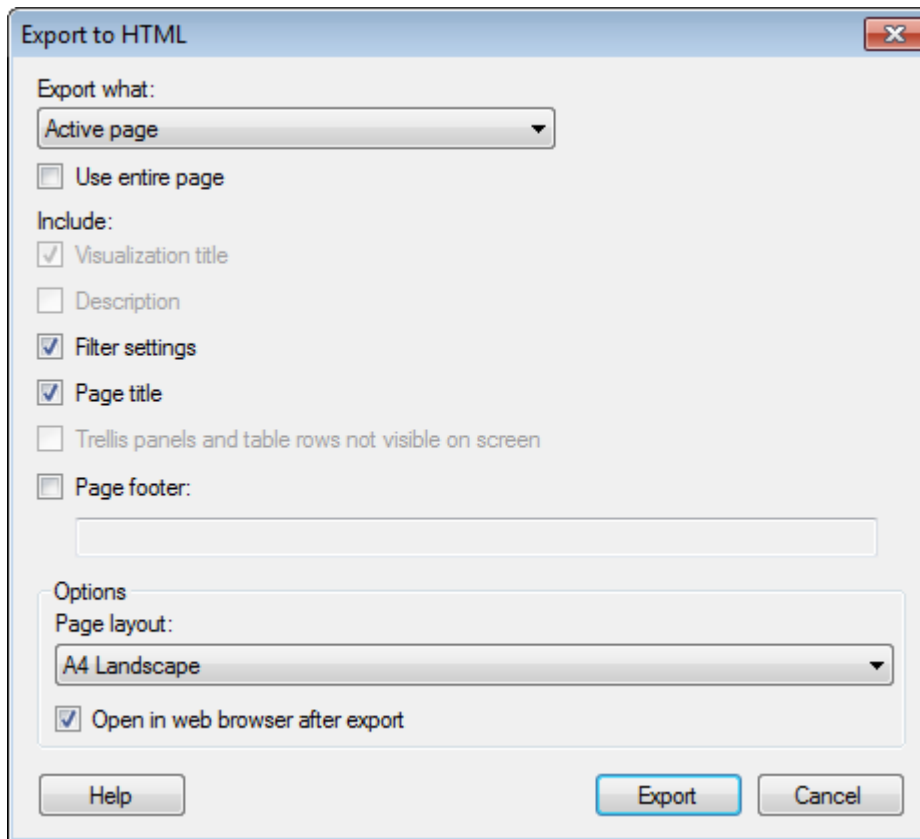 Export to HTML
Export what:
Active page
Use entire page
Include:
Visualization title
Description
Filter settings
Page title
Trellis panels and table rows not visible on screen
Page footer:
Options
Page layout:
A4 Landscape
Open in web browser after export
Help
Export
Cancel